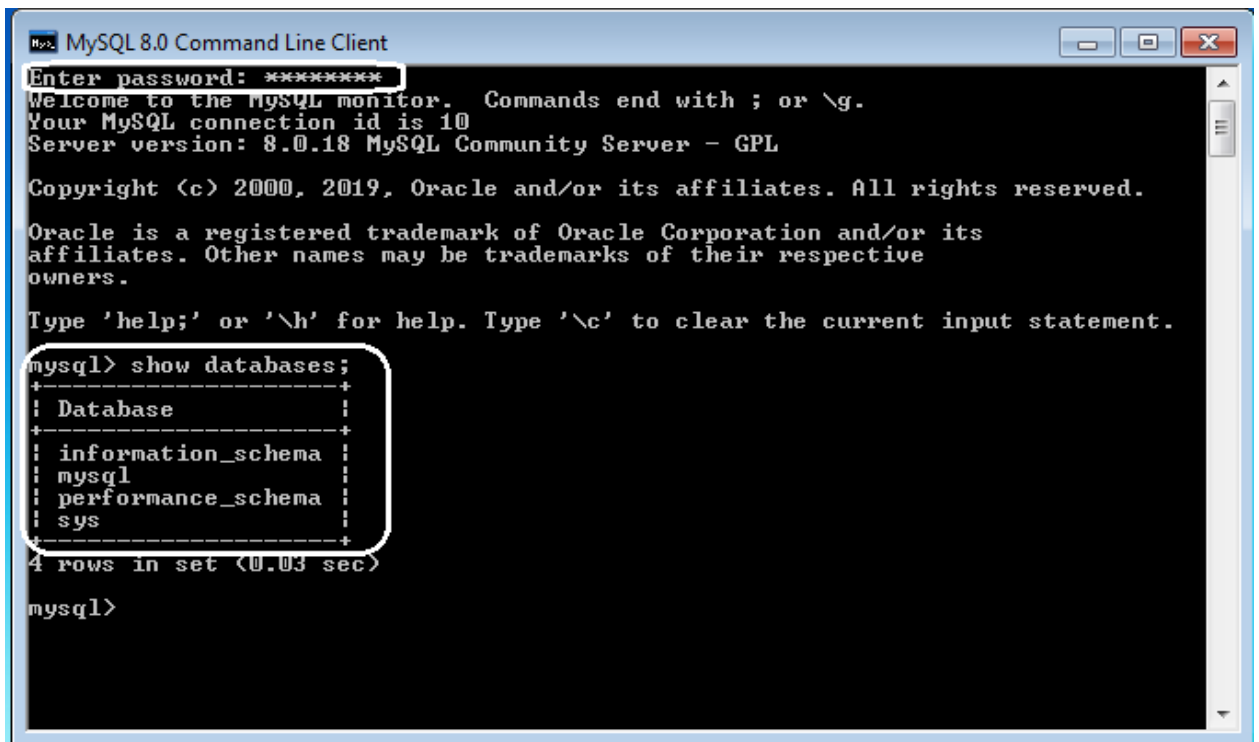 MySQL 8.0 Command Line Client
Enter password: ********
Welcome to the MySQL monitor.  Commands end with ; or \g.
Your MySQL connection id is 10
Server version: 8.0.18 MySQL Community Server - GPL
Copyright (c) 2000, 2019, Oracle and/or its affiliates. All rights reserved.
Oracle is a registered trademark of Oracle Corporation and/or its
affiliates. Other names may be trademarks of their respective
owners.
Type 'help;' or '\h' for help. Type '\c' to clear the current input statement.
mysql> show databases;
+--------------------+
| Database           |
+--------------------+
| information_schema |
| mysql              |
| performance_schema |
| sys                |
+--------------------+
4 rows in set (0.03 sec)
mysql>